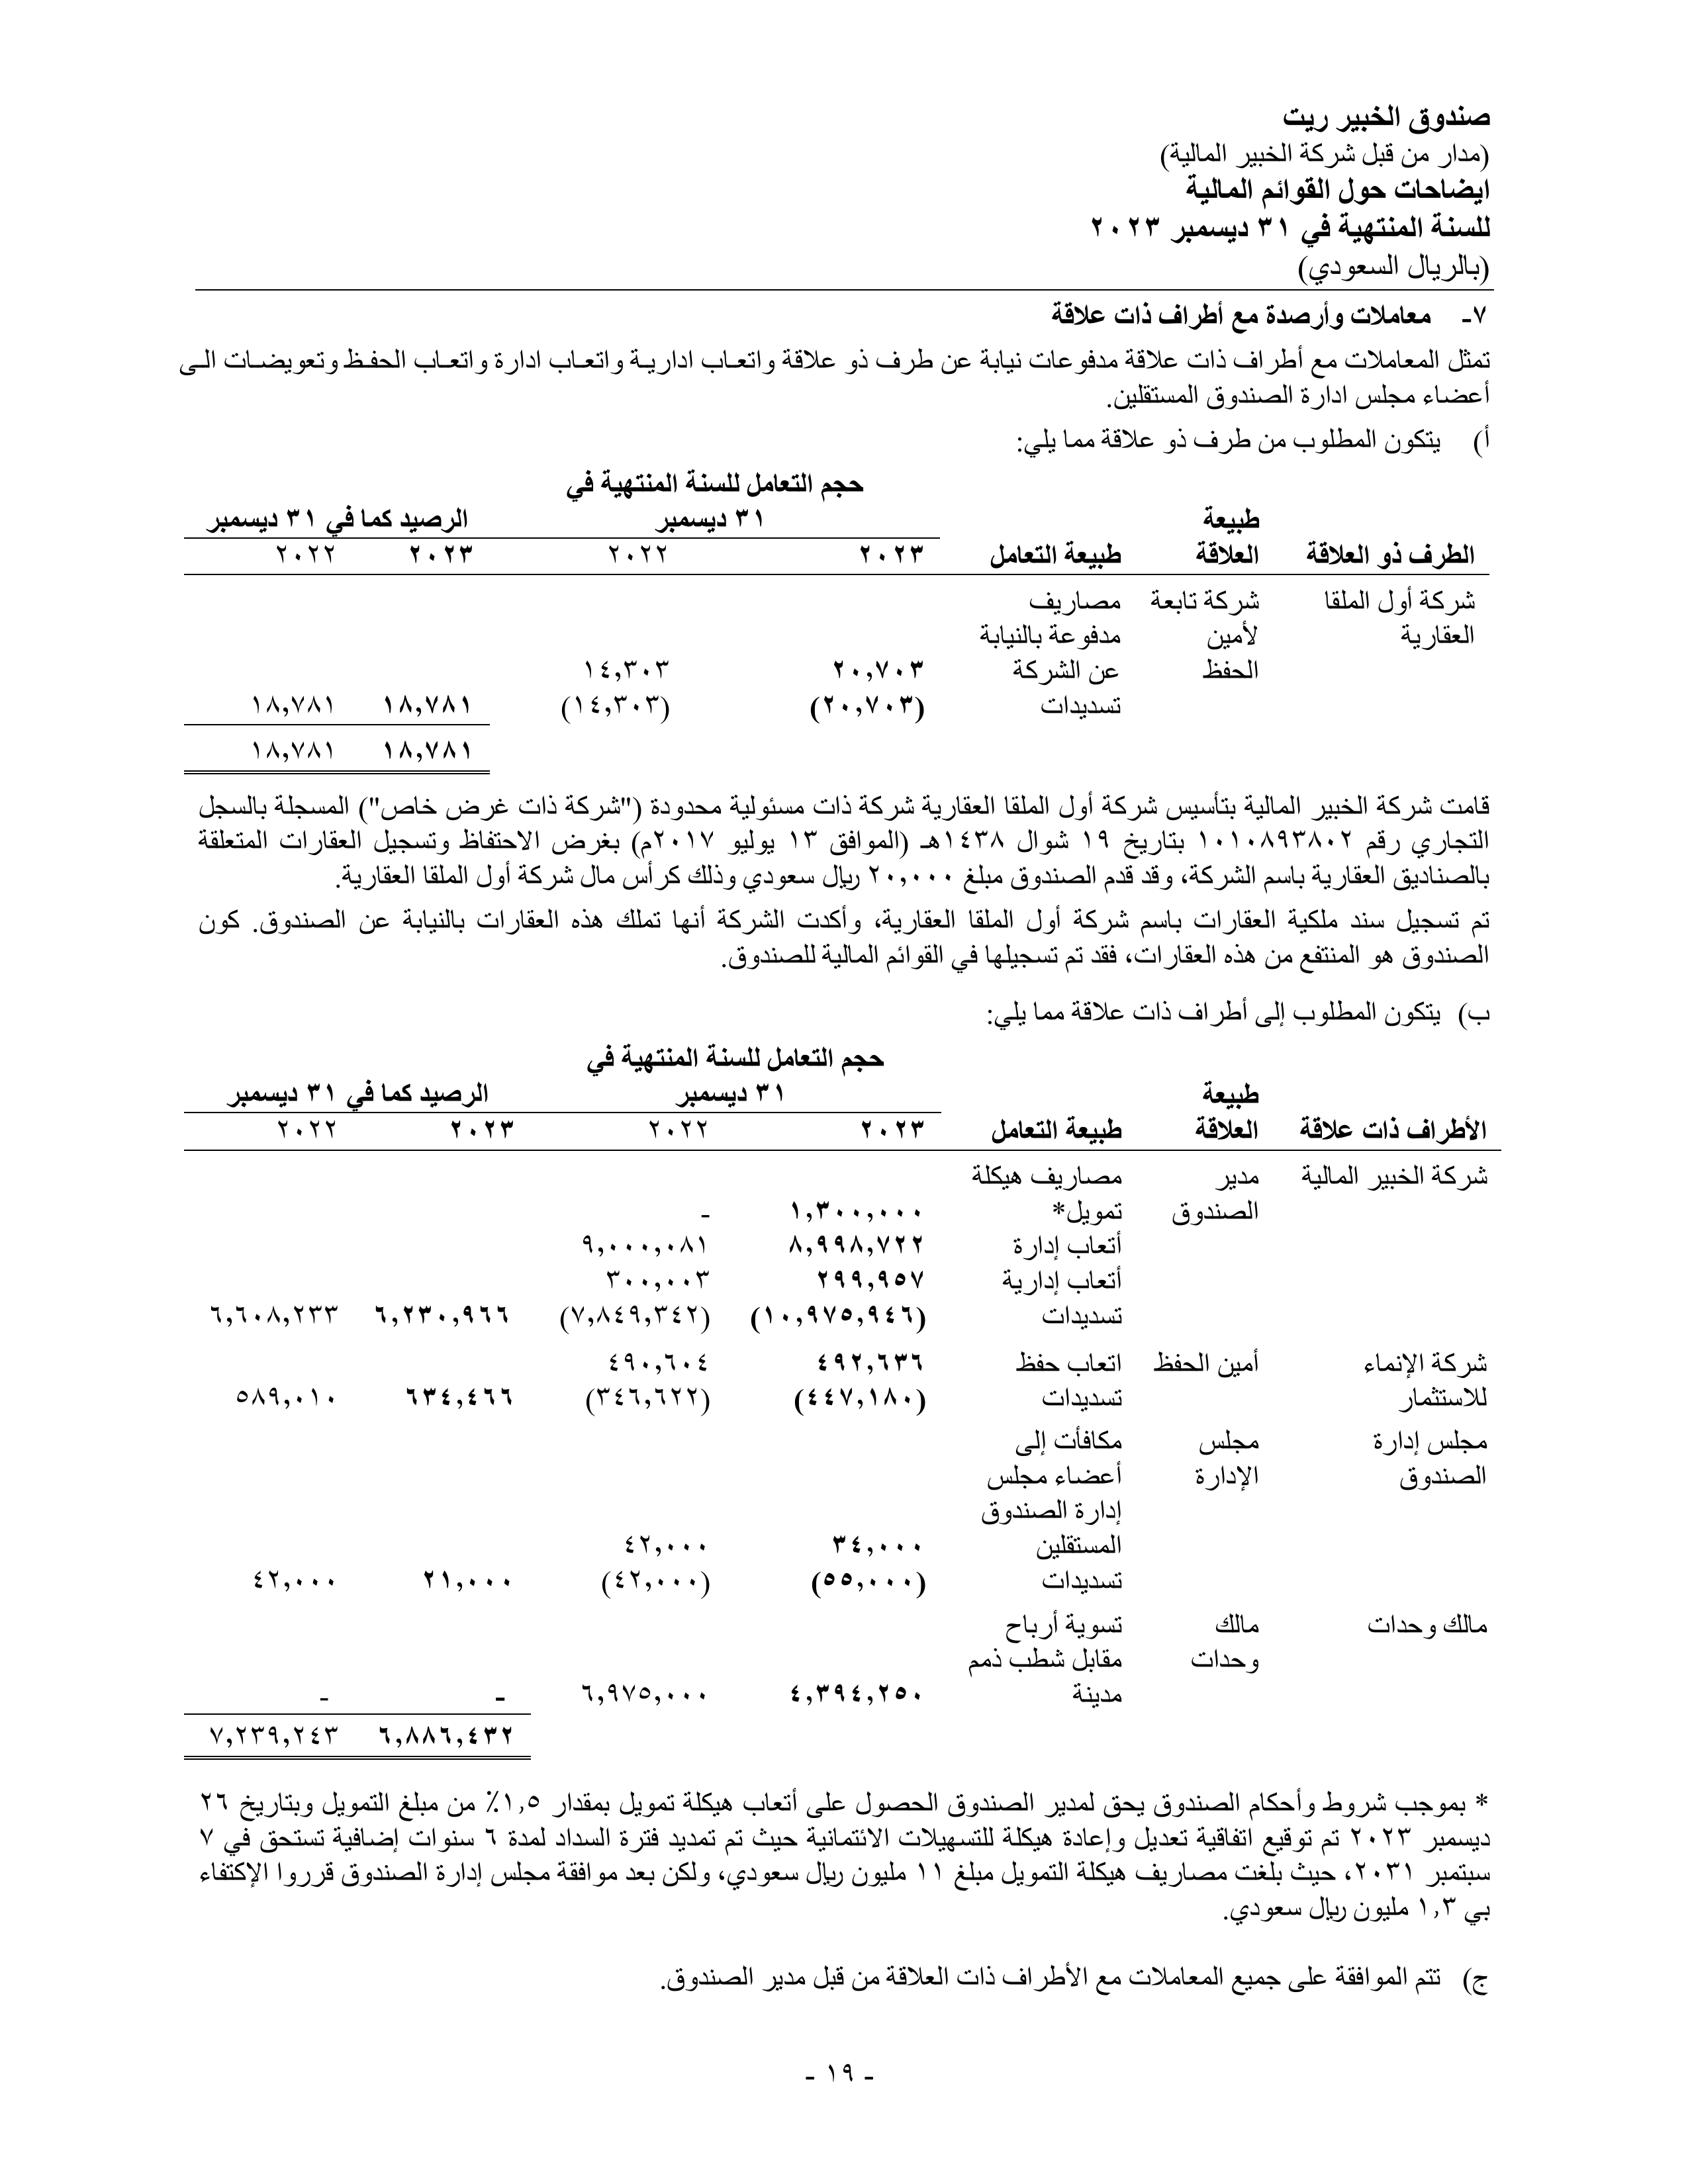 صندوق الخبير ريت
(مدار من قبل شركة الخبير المالية)
ايضاحات حول القوائم المالية
للسنة المنتهية في ٣١ ديسمبر ٢٠٢٣
(بالريال السعودي)
٧- معاملات وأرصدة مع أطراف ذات علاقة
تمثل المعاملات مع أطراف ذات علاقة مدفوعات نيابة عن طرف ذو علاقة واتعاب ادارية واتعاب ادارة واتعاب الحفظ وتعويضات الى
أعضاء مجلس ادارة الصندوق المستقلين.
أ) يتكون المطلوب من طرف ذو علاقة مما يلي:
حجم التعامل للسنة المنتهية في
طبيعة ٣١ ديسمبر الرصيد كما في ٣١ ديسمبر
الطرف ذو العلاقة العلاقة طبيعة التعامل ٢٠٢٣ ٢٠٢٢ ٢٠٢٣ ٢٠٢٢
شركة أول الملقا شركة تابعة مصاريف
العقارية لأمين مدفوعة بالنيابة
الحفظ عن الشركة ٢٠,٧٠٣ ١٤,٣٠٣
تسديدات (٢٠,٧٠٣) (١٤,٣٠٣) ١٨,٧٨١ ١٨,٧٨١
١٨,٧٨١ ١٨,٧٨١
قامت شركة الخبير المالية بتأسيس شركة أول الملقا العقارية شركة ذات مسئولية محدودة ("شركة ذات غرض خاص") المسجلة بالسجل
التجاري رقم ١٠١٠٨٩٣٨٠٢ بتاريخ ١٩ شوال ١٤٣٨هـ (الموافق ١٣ يوليو ٢٠١٧م) بغرض الاحتفاظ وتسجيل العقارات المتعلقة
بالصناديق العقارية باسم الشركة، وقد قدم الصندوق مبلغ ٢٠,٠٠٠ ريال سعودي وذلك كرأس مال شركة أول الملقا العقارية.
تم تسجيل سند ملكية العقارات باسم شركة أول الملقا العقارية، وأكدت الشركة أنها تملك هذه العقارات بالنيابة عن الصندوق. كون
الصندوق هو المنتفع من هذه العقارات، فقد تم تسجيلها في القوائم المالية للصندوق.
ب) يتكون المطلوب إلى أطراف ذات علاقة مما يلي:
حجم التعامل للسنة المنتهية في
طبيعة ٣١ ديسمبر الرصيد كما في ٣١ ديسمبر
الأطراف ذات علاقة العلاقة طبيعة التعامل ٢٠٢٣ ٢٠٢٢ ٢٠٢٣ ٢٠٢٢
شركة الخبير المالية مدير مصاريف هيكلة
الصندوق تمويل* ١,٣٠٠,٠٠٠ -
أتعاب إدارة ٨,٩٩٨,٧٢٢ ٩,٠٠٠,٠٨١
أتعاب إدارية ٢٩٩,٩٥٧ ٣٠٠,٠٠٣
تسديدات (١٠,٩٧٥,٩٤٦) (٧,٨٤٩,٣٤٢) ٦,٢٣٠,٩٦٦ ٦,٦٠٨,٢٣٣
شركة الإنماء أمين الحفظ اتعاب حفظ ٤٩٢,٦٣٦ ٤٩٠,٦٠٤
للاستثمار تسديدات (٤٤٧,١٨٠) (٣٤٦,٦٢٢) ٦٣٤,٤٦٦ ٥٨٩,٠١٠
مجلس إدارة مجلس مكافأت إلى
الصندوق الإدارة أعضاء مجلس
إدارة الصندوق
المستقلين ٣٤,٠٠٠ ٤٢,٠٠٠
تسديدات (٥٥,٠٠٠) (٤٢,٠٠٠) ٢١,٠٠٠ ٤٢,٠٠٠
مالك وحدات مالك تسوية أرباح
وحدات مقابل شطب ذمم
مدينة ٤,٣٩٤,٢٥٠ ٦,٩٧٥,٠٠٠ - -
٦,٨٨٦,٤٣٢ ٧,٢٣٩,٢٤٣
* بموجب شروط وأحكام الصندوق يحق لمدير الصندوق الحصول على أتعاب هيكلة تمويل بمقدار ١,٥٪ من مبلغ التمويل وبتاريخ ٢٦
ديسمبر ٢٠٢٣ تم توقيع اتفاقية تعديل وإعادة هيكلة للتسهيلات الائتمانية حيث تم تمديد فترة السداد لمدة ٦ سنوات إضافية تستحق في ٧
سبتمبر ٢٠٣١، حيث بلغت مصاريف هيكلة التمويل مبلغ ١١ مليون ريال سعودي، ولكن بعد موافقة مجلس إدارة الصندوق قرروا الإكتفاء
بي ١,٣ مليون ريال سعودي.
ج) تتم الموافقة على جميع المعاملات مع الأطراف ذات العلاقة من قبل مدير الصندوق.
- ١٩ -